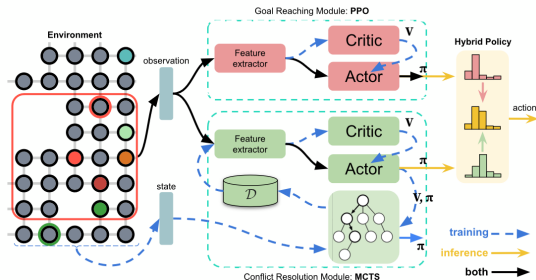 Goal Reaching Module: PPO
Environment
observation
Feature
extractor
Critic
V
Actor
π
Hybrid Policy
action
Feature
extractor
Critic
V
Actor
π
state
𝒟
V, π
π
training
inference
both
Conflict Resolution Module: MCTS